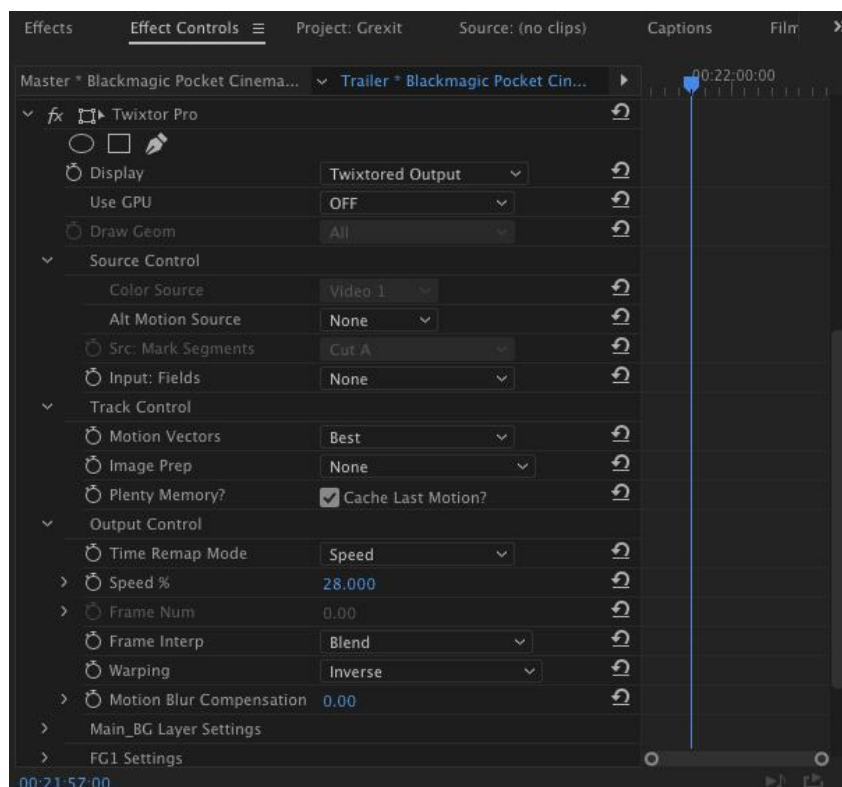 Effects Effect Controls Project: Grexit Source: (no clips) Captions Film
Master * Blackmagic Pocket Cinema... Trailer * Blackmagic Pocket Cin... 00:22:00:00
fx Twixtor Pro
Display Twixtored Output
Use GPU OFF
Draw Geom All
Source Control
Color Source Video 1
Alt Motion Source None
Src: Mark Segments Cut A
Input: Fields None
Track Control
Motion Vectors Best
Image Prep None
Plenty Memory? Cache Last Motion?
Output Control
Time Remap Mode Speed
Speed % 28.000
Frame Num 0.00
Frame Interp Blend
Warping Inverse
Motion Blur Compensation 0.00
Main_BG Layer Settings
FG1 Settings
00:21:57:00